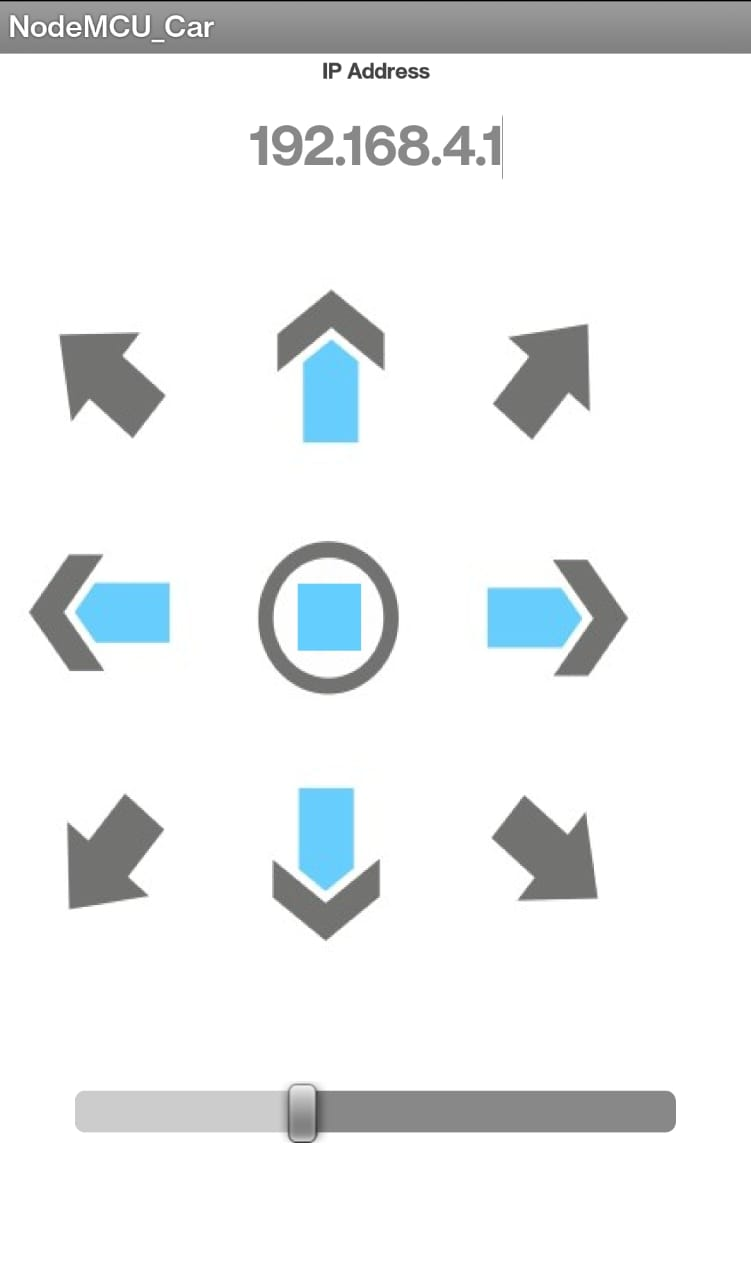 NodeMCU_Car
IP Address
192.168.4.1